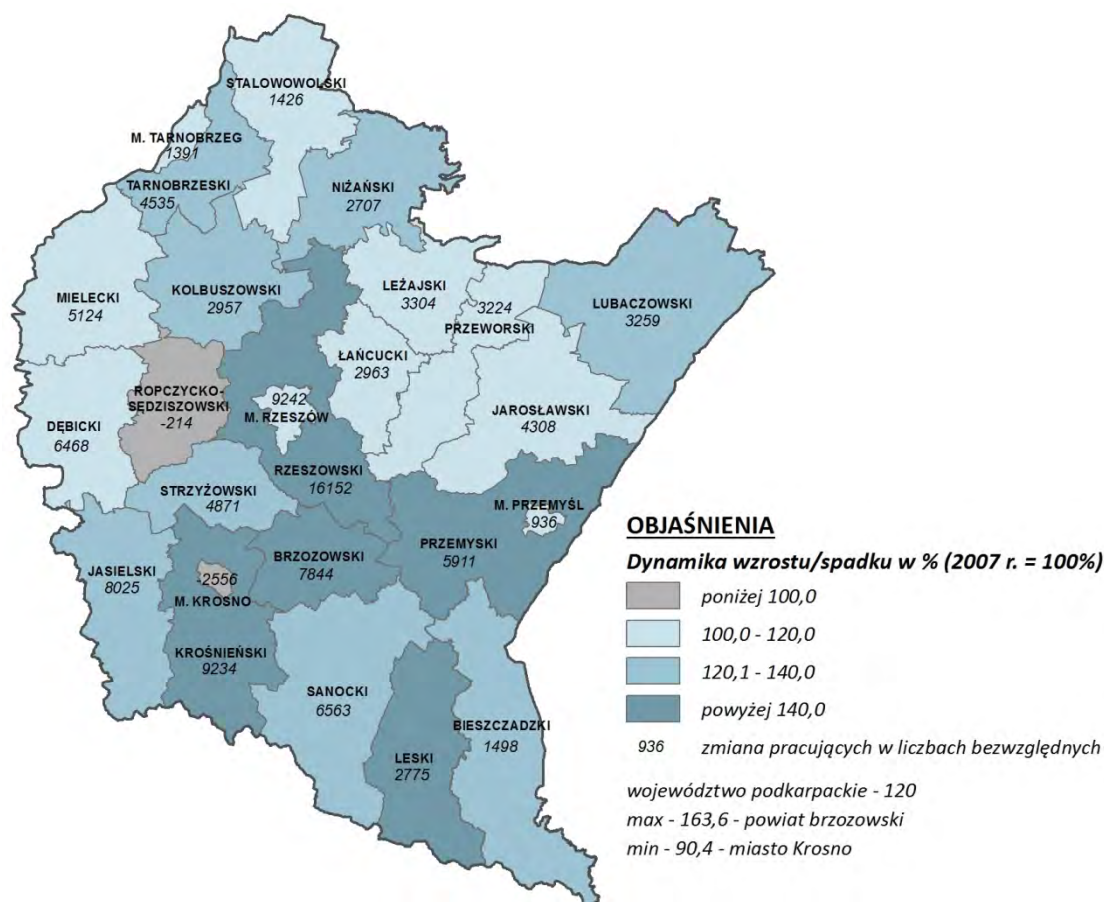 STALOWOWOLSKI
1426
M. TARNOBRZEG
1391
TARNOBRZESKI
4535
NIŻAŃSKI
2707
MIELECKI
5124
KOLBUSZOWSKI
2957
LEŻAJSKI
3304
3224
PRZEWORSKI
LUBACZOWSKI
3259
ŁAŃCUCKI
2963
ROPCZYCKO-
SĘDZISZOWSKI
-214
9242
M. RZESZÓW
JAROSŁAWSKI
4308
DĘBICKI
6468
RZESZOWSKI
16152
STRZYŻOWSKI
4871
M. PRZEMYŚL
936
PRZEMYSKI
5911
BRZOZOWSKI
7844
JASIELSKI
8025
-2556
M. KROSNO
KROŚNIEŃSKI
9234
SANOCKI
6563
BIESZCZADZKI
1498
LESKI
2775
OBJAŚNIENIA
Dynamika wzrostu/spadku w % (2007 r. = 100%)
poniżej 100,0
100,0 - 120,0
120,1 - 140,0
powyżej 140,0
936 zmiana pracujących w liczbach bezwzględnych
województwo podkarpackie - 120
max - 163,6 - powiat brzozowski
min - 90,4 - miasto Krosno